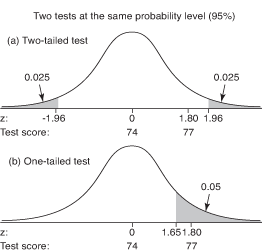 Two tests at the same probability level (95%)
(a) Two-tailed test
0.025 0.025
z: -1.96 0 1.80 1.96
Test score: 74 77
(b) One-tailed test
0.05
z: 0 1.65 1.80
Test score: 74 77